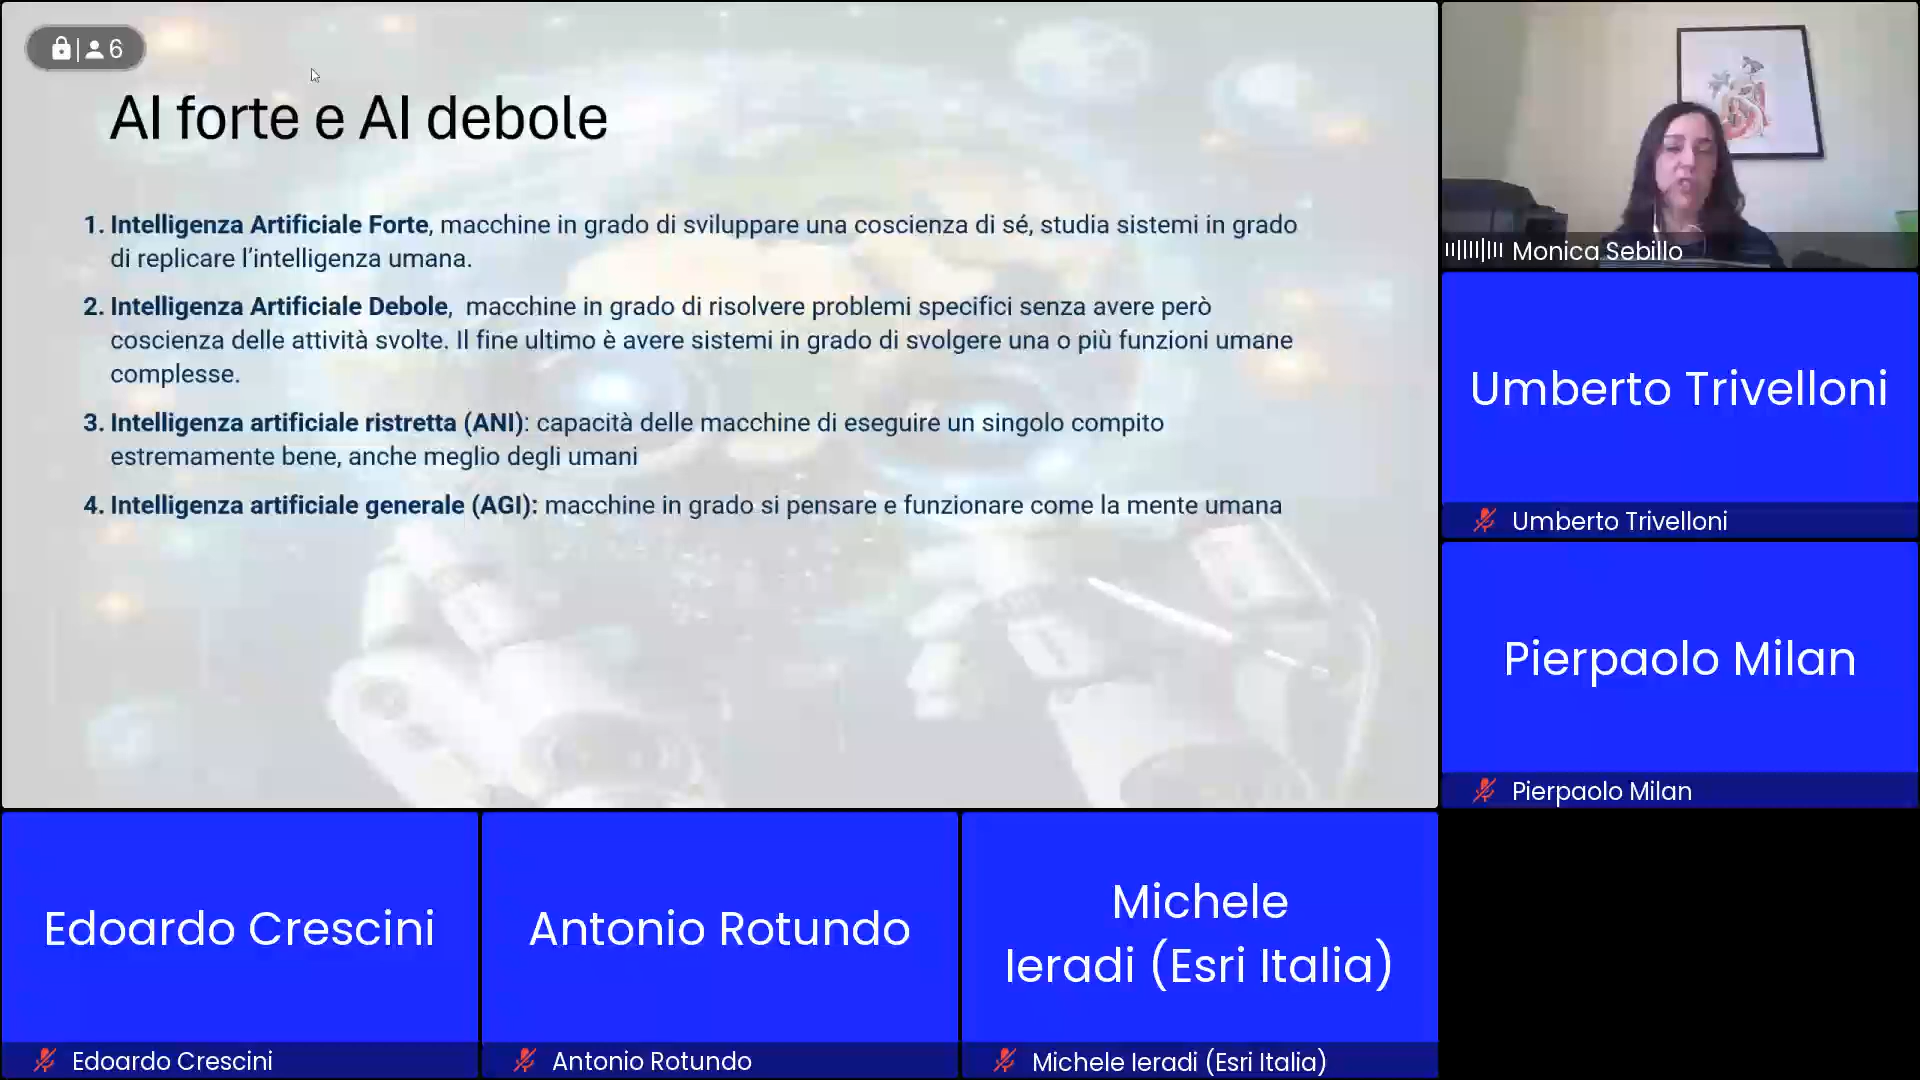 6
AI forte e AI debole
1. Intelligenza Artificiale Forte, macchine in grado di sviluppare una coscienza di sé, studia sistemi in grado
di replicare l’intelligenza umana.
2. Intelligenza Artificiale Debole,  macchine in grado di risolvere problemi specifici senza avere però
coscienza delle attività svolte. Il fine ultimo è avere sistemi in grado di svolgere una o più funzioni umane
complesse.
3. Intelligenza artificiale ristretta (ANI): capacità delle macchine di eseguire un singolo compito
estremamente bene, anche meglio degli umani
4. Intelligenza artificiale generale (AGI): macchine in grado si pensare e funzionare come la mente umana
Monica Sebillo
Umberto Trivelloni
Umberto Trivelloni
Pierpaolo Milan
Pierpaolo Milan
Edoardo Crescini
Edoardo Crescini
Antonio Rotundo
Antonio Rotundo
Michele
Ieradi (Esri Italia)
Michele Ieradi (Esri Italia)